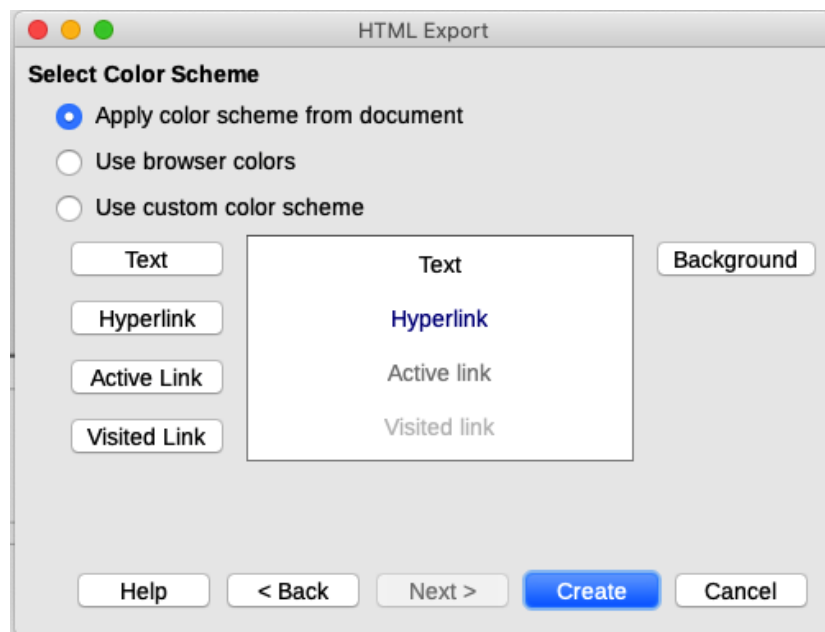 HTML Export
Select Color Scheme
Apply color scheme from document
Use browser colors
Use custom color scheme
Text
Text
Background
Hyperlink
Hyperlink
Active Link
Active link
Visited Link
Visited link
Help
< Back
Next >
Create
Cancel